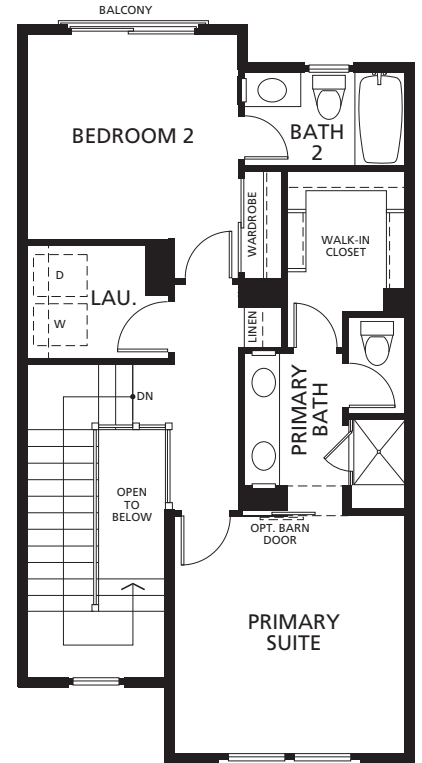 BALCONY
BEDROOM 2
BATH
2
WARDROBE
WALK-IN
CLOSET
D
LAU.
W
LINEN
PRIMARY
BATH
DN
OPEN
TO
BELOW
OPT. BARN
DOOR
PRIMARY
SUITE